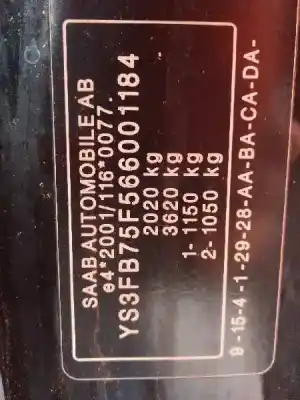 SAAB AUTOMOBILE AB
e4*2001/116*0077.
YS3FB75F566001184
2020 kg
3620 kg
1- 1150 kg
2- 1050 kg
9-15-4-1-29-28-AA-BA-CA-DA-